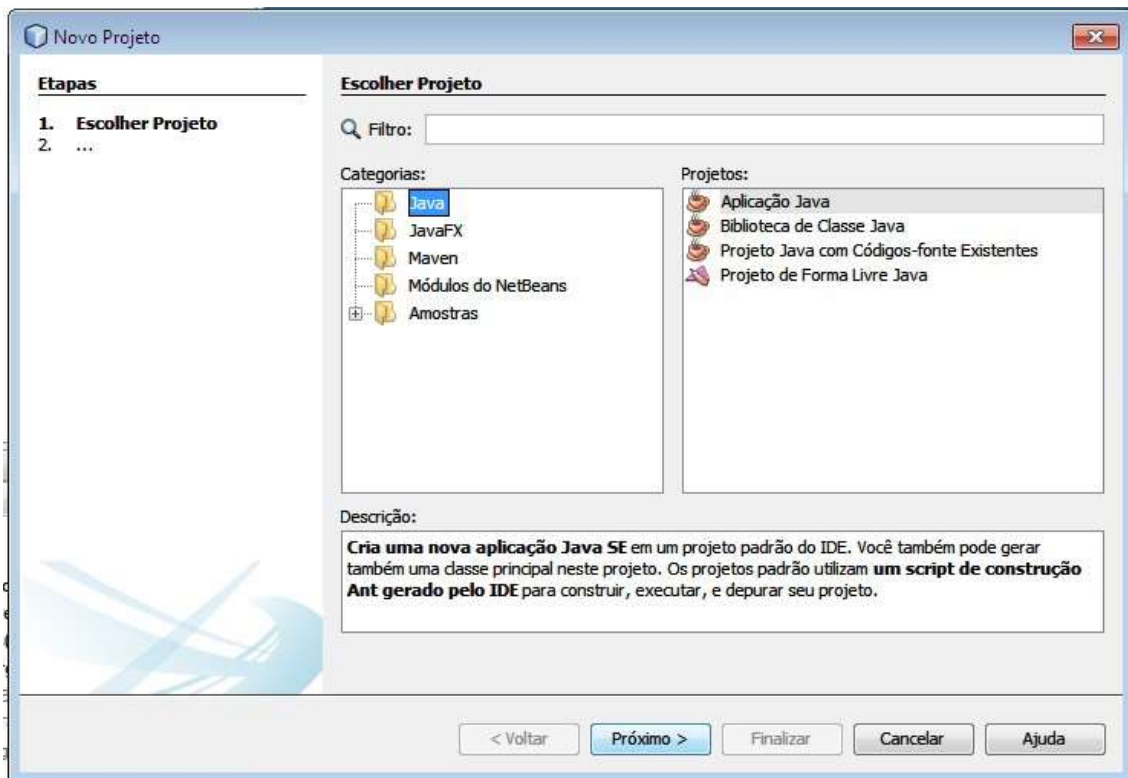 Novo Projeto
Etapas
1. Escolher Projeto
2. ...
Escolher Projeto
Filtro:
Categorias:
Java
JavaFX
Maven
Módulos do NetBeans
Amostras
Projetos:
Aplicação Java
Biblioteca de Classe Java
Projeto Java com Códigos-fonte Existentes
Projeto de Forma Livre Java
Descrição:
Cria uma nova aplicação Java SE em um projeto padrão do IDE. Você também pode gerar
também uma classe principal neste projeto. Os projetos padrão utilizam um script de construção
Ant gerado pelo IDE para construir, executar, e depurar seu projeto.
< Voltar
Próximo >
Finalizar
Cancelar
Ajuda